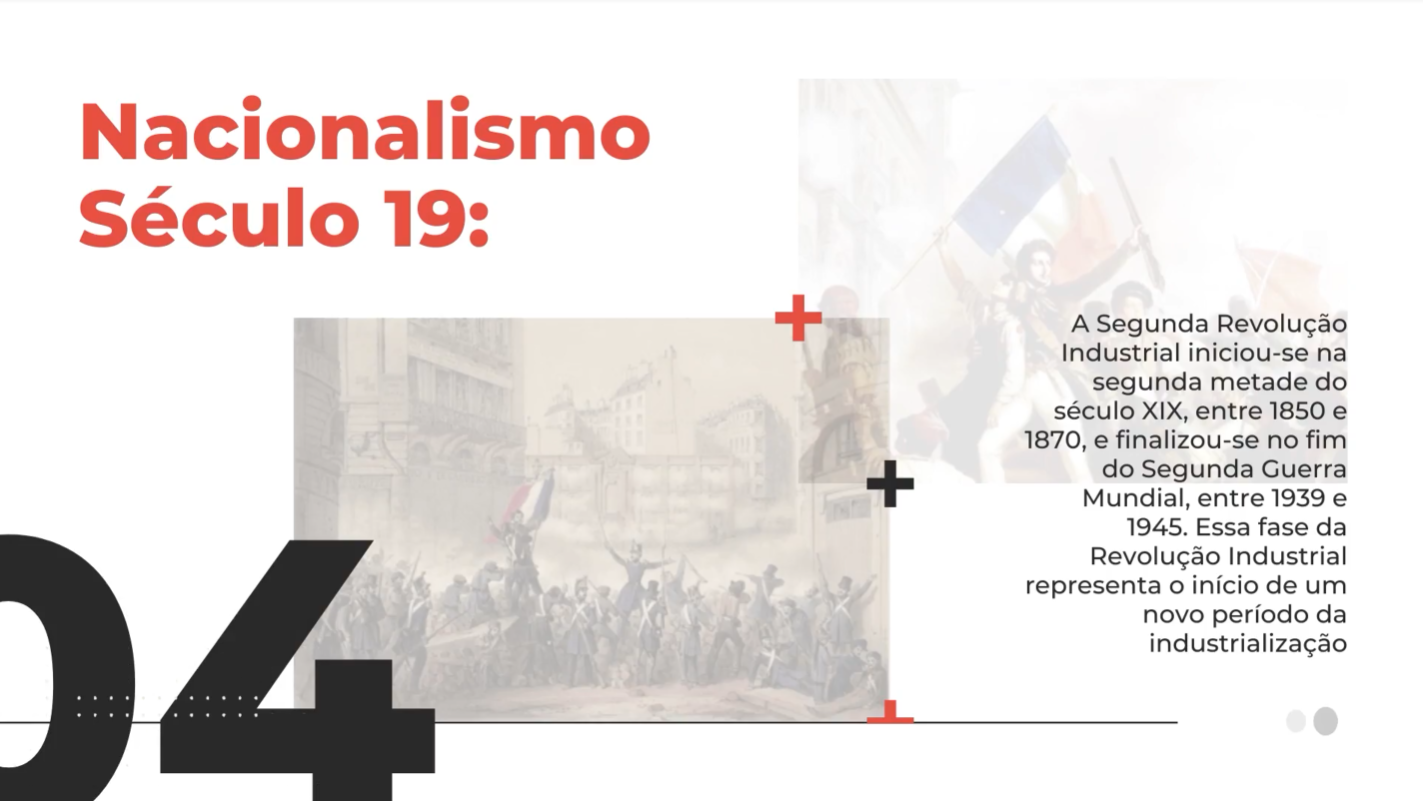 Nacionalismo
Século 19:
A Segunda Revolução
Industrial iniciou-se na
segunda metade do
século XIX, entre 1850 e
1870, e finalizou-se no fim
do Segunda Guerra
Mundial, entre 1939 e
1945. Essa fase da
Revolução Industrial
representa o início de um
novo período da
industrialização
04